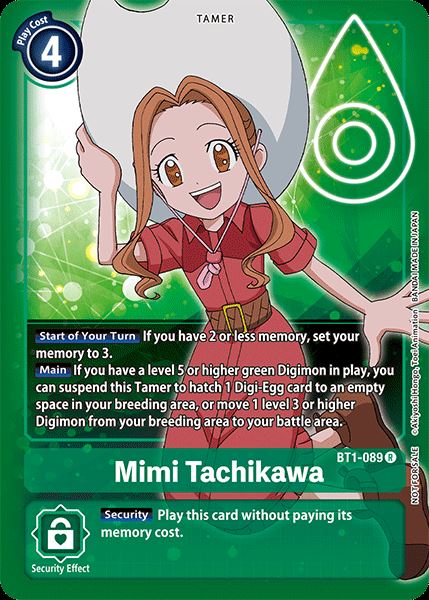 TAMER
Play Cost
4
Start of Your Turn If you have 2 or less memory, set your
memory to 3.
Main If you have a level 5 or higher green Digimon in play, you
can suspend this Tamer to hatch 1 Digi-Egg card to an empty
space in your breeding area, or move 1 level 3 or higher
Digimon from your breeding area to your battle area.
BT1-089 R
Mimi Tachikawa
Security Play this card without paying its
memory cost.
Security Effect
NOT FOR SALE ©Akiyoshi Hongo, Toei Animation BANDAI MADE IN JAPAN